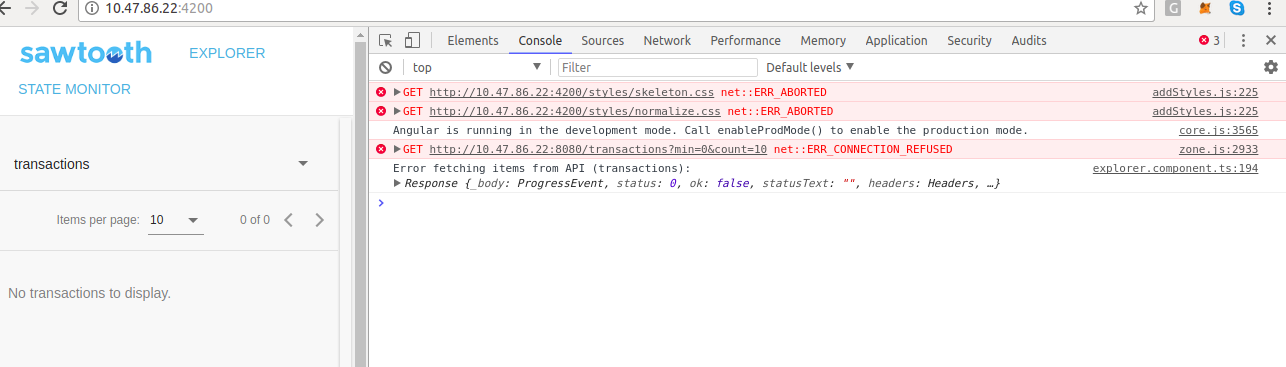 10.47.86.22:4200
sawtooth EXPLORER
STATE MONITOR
transactions
Items per page: 10 0 of 0
No transactions to display.
Elements Console Sources Network Performance Memory Application Security Audits 3
top Filter Default levels
GET http://10.47.86.22:4200/styles/skeleton.css net::ERR_ABORTED addStyles.js:225
GET http://10.47.86.22:4200/styles/normalize.css net::ERR_ABORTED addStyles.js:225
Angular is running in the development mode. Call enableProdMode() to enable the production mode. core.js:3565
GET http://10.47.86.22:8080/transactions?min=0&count=10 net::ERR_CONNECTION_REFUSED zone.js:2933
Error fetching items from API (transactions): explorer.component.ts:194
Response {_body: ProgressEvent, status: 0, ok: false, statusText: "", headers: Headers, …}